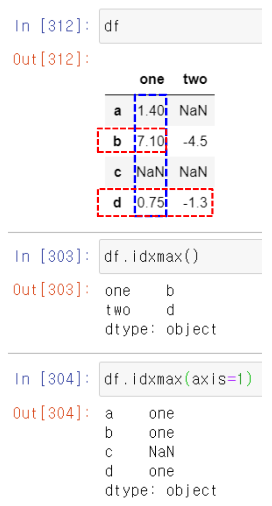 In [312]: df
Out[312]:
one two
a 1.40 NaN
b 7.10 -4.5
c NaN NaN
d 0.75 -1.3
In [303]: df.idxmax()
Out[303]: one b
two d
dtype: object
In [304]: df.idxmax(axis=1)
Out[304]: a one
b one
c NaN
d one
dtype: object